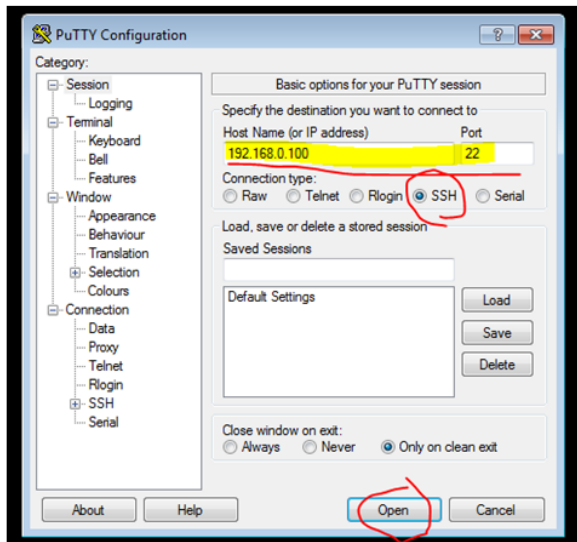 PuTTY Configuration
Category:
Session
Logging
Terminal
Keyboard
Bell
Features
Window
Appearance
Behaviour
Translation
Selection
Colours
Connection
Data
Proxy
Telnet
Rlogin
SSH
Serial
Basic options for your PuTTY session
Specify the destination you want to connect to
Host Name (or IP address) Port
192.168.0.100 22
Connection type:
Raw Telnet Rlogin SSH Serial
Load, save or delete a stored session
Saved Sessions
Default Settings
Load
Save
Delete
Close window on exit:
Always Never Only on clean exit
About Help Open Cancel